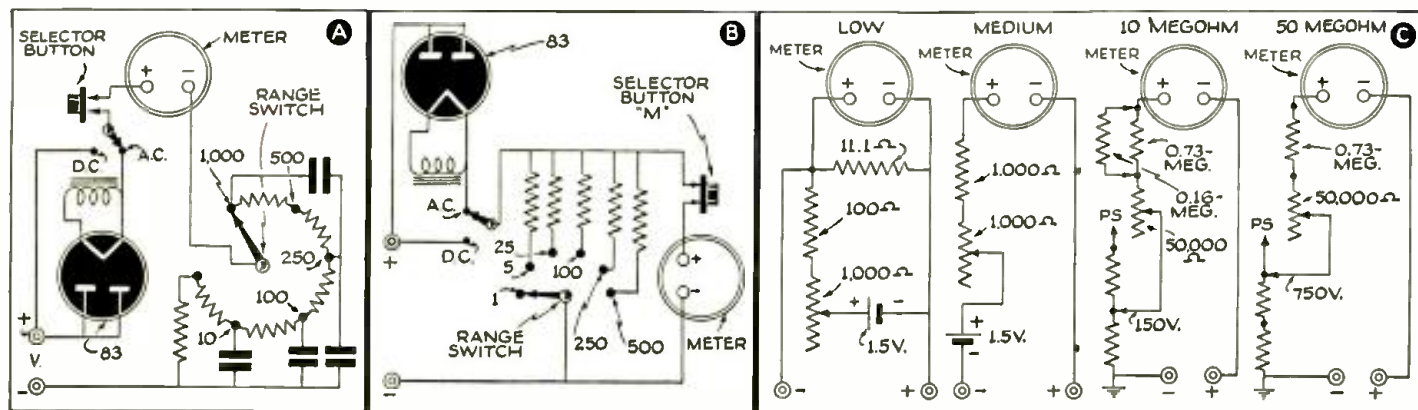 A
SELECTOR
BUTTON
METER
+ -
RANGE
SWITCH
D.C.
A.C.
1,000
500
250
100
10
83
+
V.
-
B
83
SELECTOR
BUTTON
"M"
A.C.
D.C.
+
25
5
100
1
250
500
RANGE
SWITCH
+
-
METER
-
C
LOW
METER
+ -
11.1Ω
100Ω
1,000Ω
+ -
1.5V.
- +
MEDIUM
METER
+ -
1,000Ω
1,000Ω
+
-
1.5V.
- +
10 MEGOHM
METER
+ -
0.73-
MEG.
0.16-
MEG.
50,000
Ω
PS
150V.
- +
50 MEGOHM
METER
+ -
0.73-
MEG.
50,000Ω
PS
750V.
- +